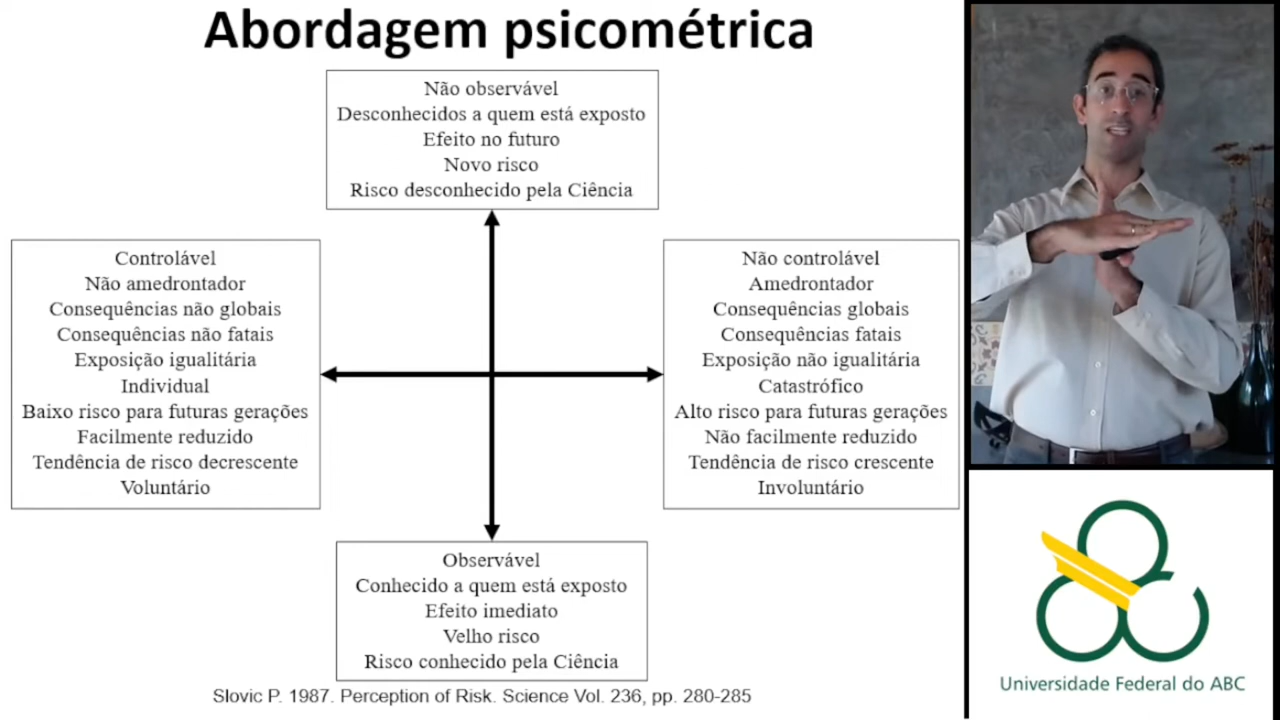 Abordagem psicométrica
Não observável
Desconhecidos a quem está exposto
Efeito no futuro
Novo risco
Risco desconhecido pela Ciência
Controlável
Não amedrontador
Consequências não globais
Consequências não fatais
Exposição igualitária
Individual
Baixo risco para futuras gerações
Facilmente reduzido
Tendência de risco decrescente
Voluntário
Não controlável
Amedrontador
Consequências globais
Consequências fatais
Exposição não igualitária
Catastrófico
Alto risco para futuras gerações
Não facilmente reduzido
Tendência de risco crescente
Involuntário
Observável
Conhecido a quem está exposto
Efeito imediato
Velho risco
Risco conhecido pela Ciência
Slovic P. 1987. Perception of Risk. Science Vol. 236, pp. 280-285
Universidade Federal do ABC